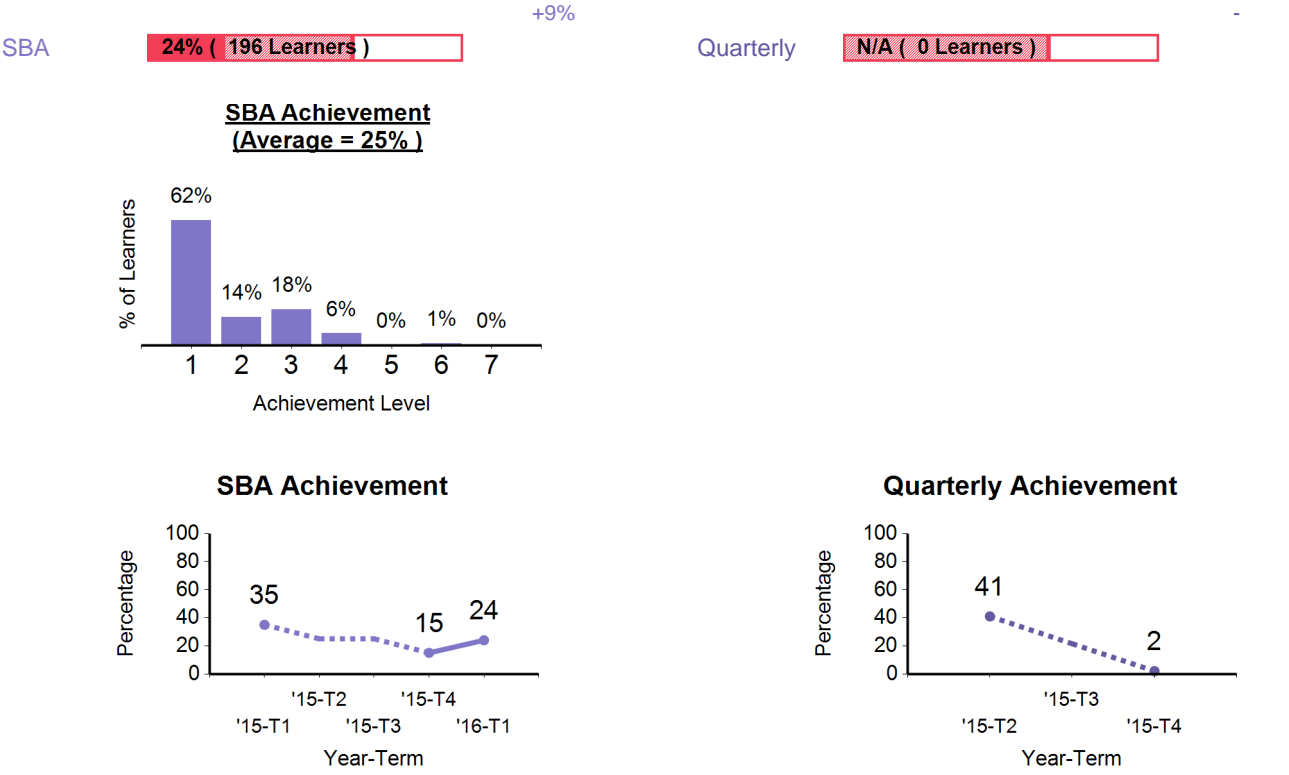 +9%
-
SBA
24% ( 196 Learners )
Quarterly
N/A ( 0 Learners )
SBA Achievement
(Average = 25% )
% of Learners
62%
14%
18%
6%
0%
1%
0%
1 2 3 4 5 6 7
Achievement Level
SBA Achievement
Percentage
100
80
60
40
20
0
35
15
24
'15-T2 '15-T4
'15-T1 '15-T3 '16-T1
Year-Term
Quarterly Achievement
Percentage
100
80
60
40
20
0
41
2
'15-T3
'15-T2 '15-T4
Year-Term